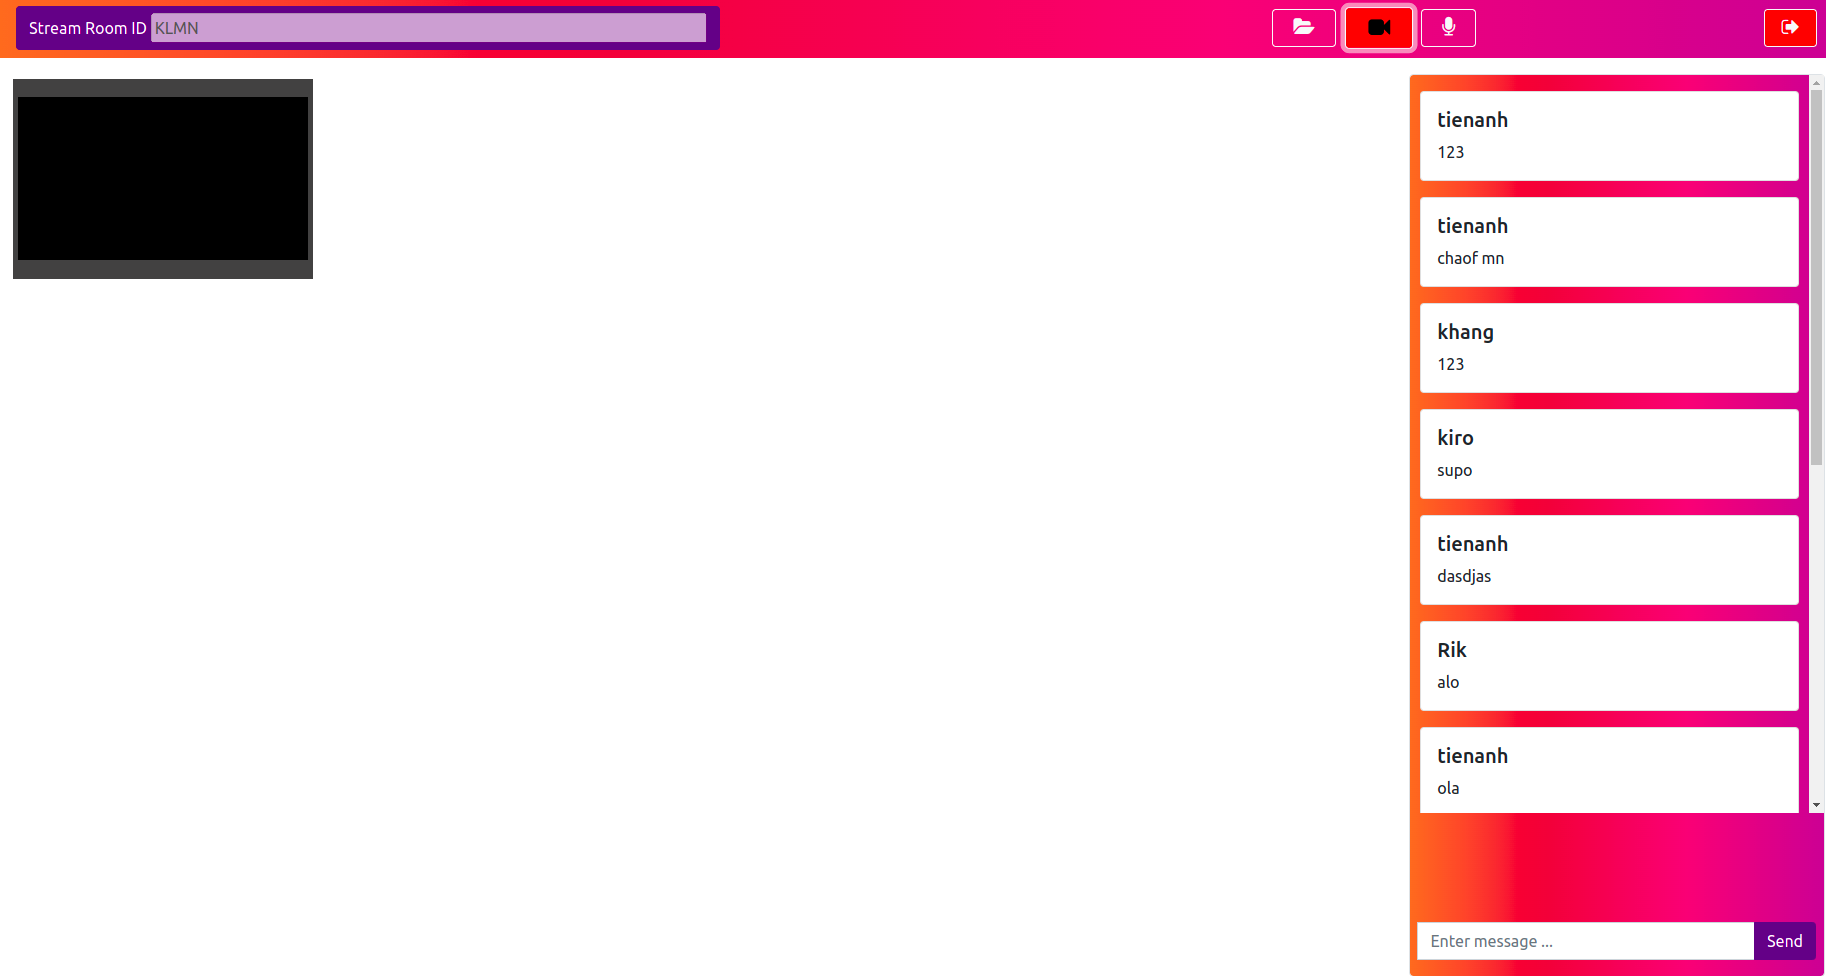 Stream Room ID KLMN
tienanh
123
tienanh
chaof mn
khang
123
kiro
supo
tienanh
dasdjas
Rik
alo
tienanh
ola
Enter message ... Send